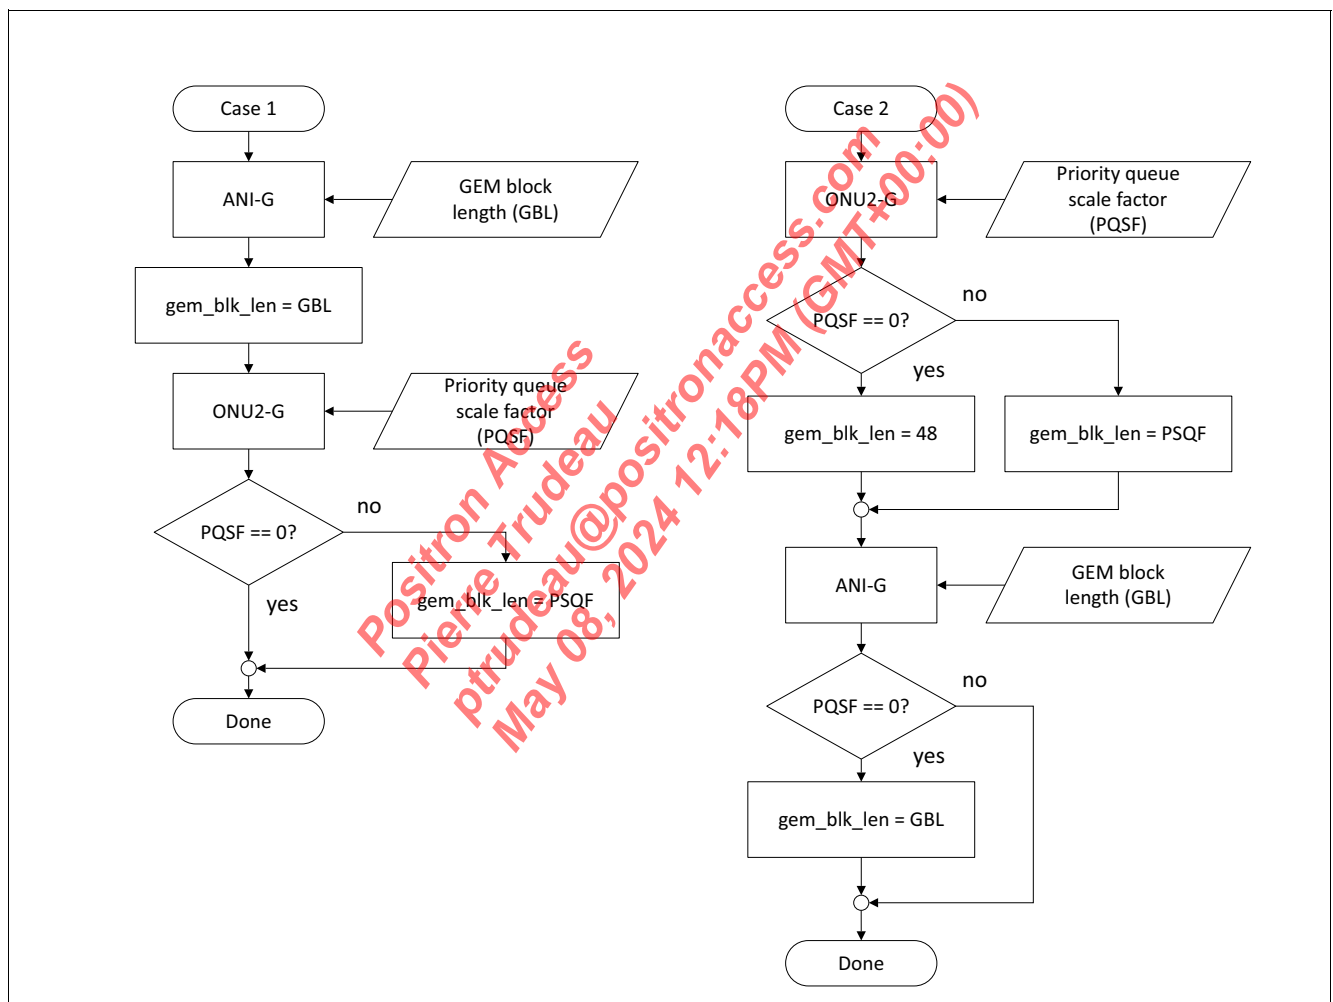 Case 1
ANI-G
GEM block
length (GBL)
gem_blk_len = GBL
ONU2-G
Priority queue
scale factor
(PQSF)
PQSF == 0?
no
yes
gem_blk_len = PSQF
Done
Case 2
ONU2-G
Priority queue
scale factor
(PQSF)
PQSF == 0?
no
yes
gem_blk_len = 48
gem_blk_len = PSQF
ANI-G
GEM block
length (GBL)
PQSF == 0?
no
yes
gem_blk_len = GBL
Done
Positron Access
Pierre Trudeau
ptrudeau@positronaccess.com
May 08, 2024 12:18PM (GMT+00:00)